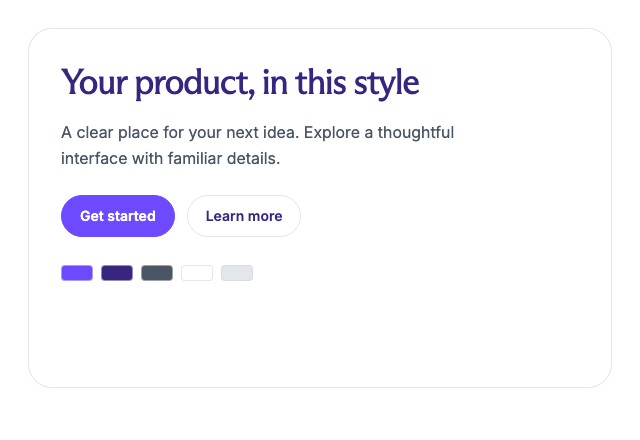 Your product, in this style
A clear place for your next idea. Explore a thoughtful
interface with familiar details.
Get started
Learn more